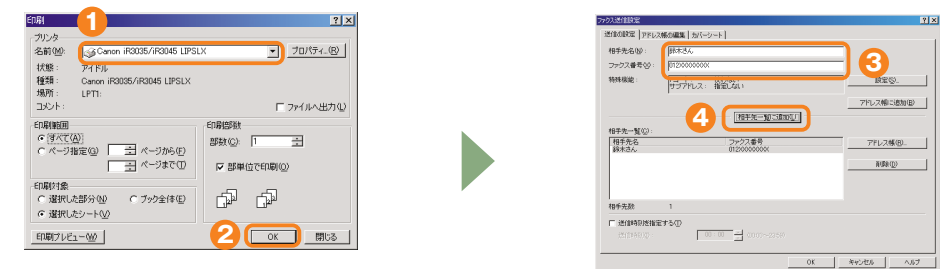 印刷
1
プリンタ
名前(M): Canon iR3035/iR3045 LIPSLX プロパティ...(R)
状態: アイドル
種類: Canon iR3035/iR3045 LIPSLX
場所: LPT1:
コメント: ファイルへ出力(L)
印刷範囲
すべて(A)
ページ指定(G) ページから(F)
ページまで(T)
印刷部数
部数(C): 1
部単位で印刷(O)
印刷対象
選択した部分(N) ブック全体(E)
選択したシート(V)
印刷プレビュー(W) 2 OK 閉じる
ファクス送信設定
送信の設定 アドレス帳の編集 カバーシート
相手先名(N): 鈴木さん
ファクス番号(X): 012XXXXXXX
3
特殊機能:
サブアドレス: 指定しない
設定(S)...
アドレス帳に追加(B)
4 相手先一覧に追加(L)
相手先一覧(C):
相手先名 ファクス番号
鈴木さん 012XXXXXXX
アドレス帳(R)...
削除(D)
相手先数 1
送信時刻を指定する(T)
00:00
OK キャンセル ヘルプ